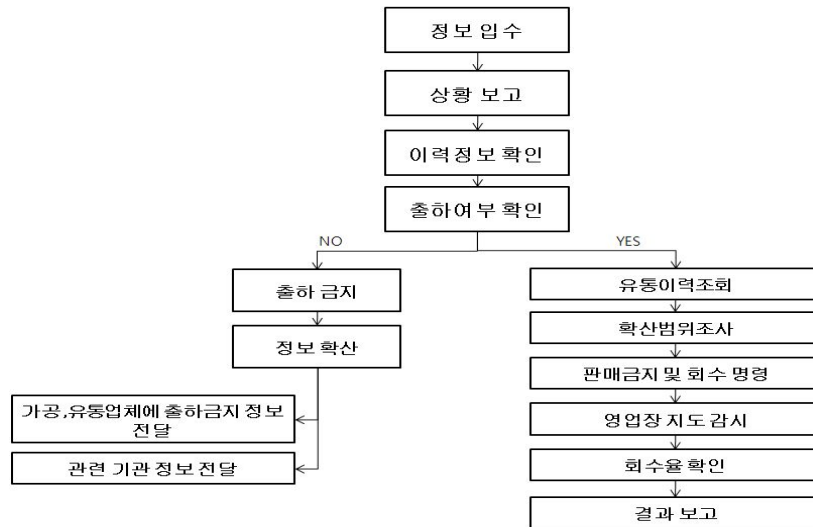 정보 입수
상황 보고
이력정보 확인
출하여부 확인
NO
YES
출하 금지
정보 확산
가공,유통업체에 출하금지 정보
전달
관련 기관 정보 전달
유통이력조회
확산범위조사
판매금지 및 회수 명령
영업장 지도 감시
회수율 확인
결과 보고